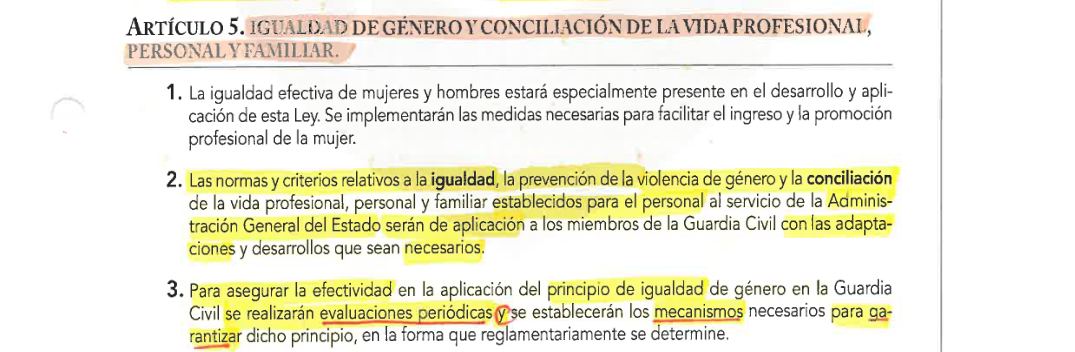 ARTÍCULO 5. IGUALDAD DE GÉNERO Y CONCILIACIÓN DE LA VIDA PROFESIONAL,
PERSONAL Y FAMILIAR.
1. La igualdad efectiva de mujeres y hombres estará especialmente presente en el desarrollo y apli-
cación de esta Ley. Se implementarán las medidas necesarias para facilitar el ingreso y la promoción
profesional de la mujer.
2. Las normas y criterios relativos a la igualdad, la prevención de la violencia de género y la conciliación
de la vida profesional, personal y familiar establecidos para el personal al servicio de la Adminis-
tración General del Estado serán de aplicación a los miembros de la Guardia Civil con las adapta-
ciones y desarrollos que sean necesarios.
3. Para asegurar la efectividad en la aplicación del principio de igualdad de género en la Guardia
Civil se realizarán evaluaciones periódicas y se establecerán los mecanismos necesarios para ga-
rantizar dicho principio, en la forma que reglamentariamente se determine.